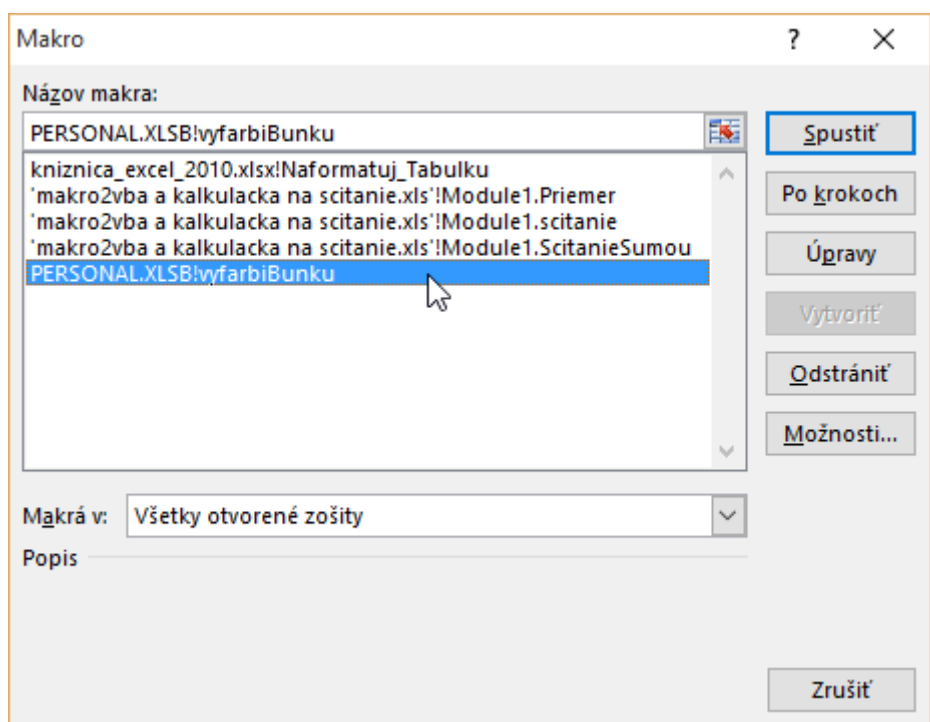 Makro
Názov makra:
PERSONAL.XLSB!vyfarbiBunku
kniznica_excel_2010.xlsx!Naformatuj_Tabulku
'makro2vba a kalkulacka na scitanie.xls'!Module1.Priemer
'makro2vba a kalkulacka na scitanie.xls'!Module1.scitanie
'makro2vba a kalkulacka na scitanie.xls'!Module1.ScitanieSumou
PERSONAL.XLSB!vyfarbiBunku
Spustiť
Po krokoch
Úpravy
Vytvoriť
Odstrániť
Možnosti...
Makrá v: Všetky otvorené zošity
Popis
Zrušiť